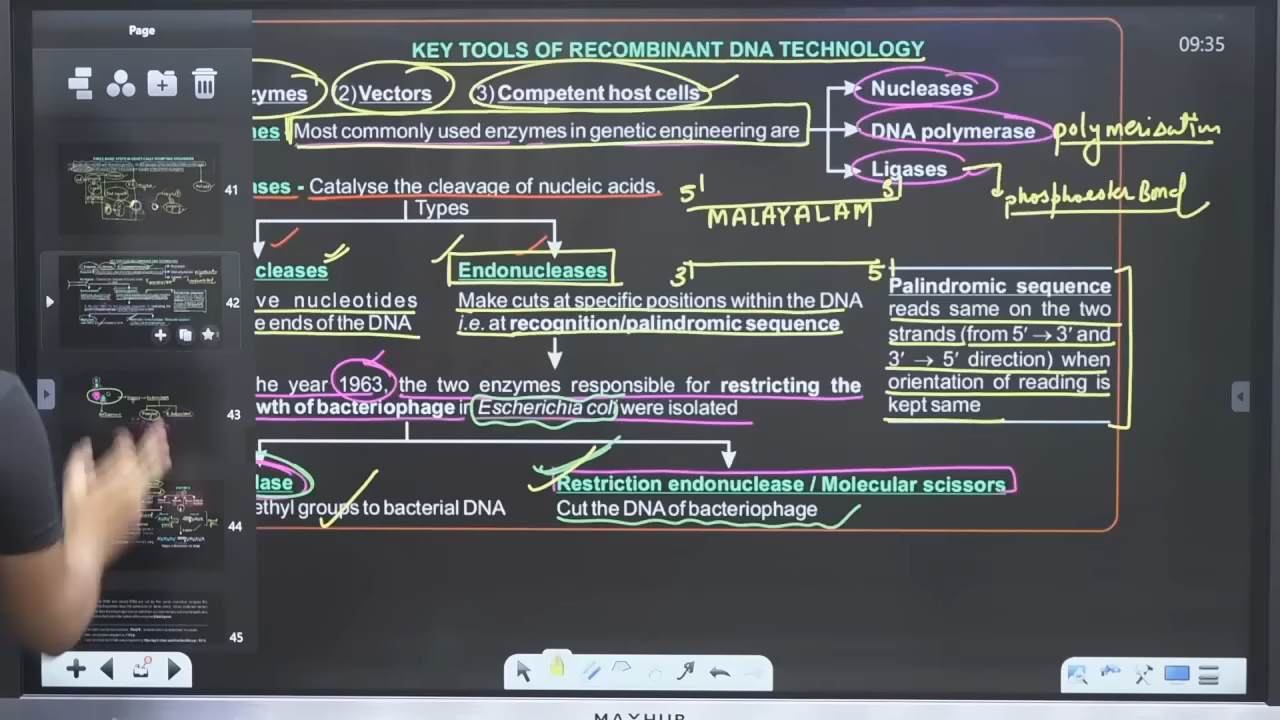 Page
KEY TOOLS OF RECOMBINANT DNA TECHNOLOGY
09:35
zymes 2) Vectors 3) Competent host cells
Nucleases
nes Most commonly used enzymes in genetic engineering are
DNA polymerase polymerisation
Ligases
phosphoester Bond
ases - Catalyse the cleavage of nucleic acids.
5' 3'
MALAYALAM
Types
41
cleases
Endonucleases
3' 5'
ve nucleotides
e ends of the DNA
Make cuts at specific positions within the DNA
i.e. at recognition/palindromic sequence
Palindromic sequence
reads same on the two
strands (from 5′ → 3′ and
3′ → 5′ direction) when
orientation of reading is
kept same
42
he year 1963, the two enzymes responsible for restricting the
wth of bacteriophage in Escherichia coli were isolated
43
lase
ethyl groups to bacterial DNA
Restriction endonuclease / Molecular scissors
Cut the DNA of bacteriophage
44
45
MAXHUB